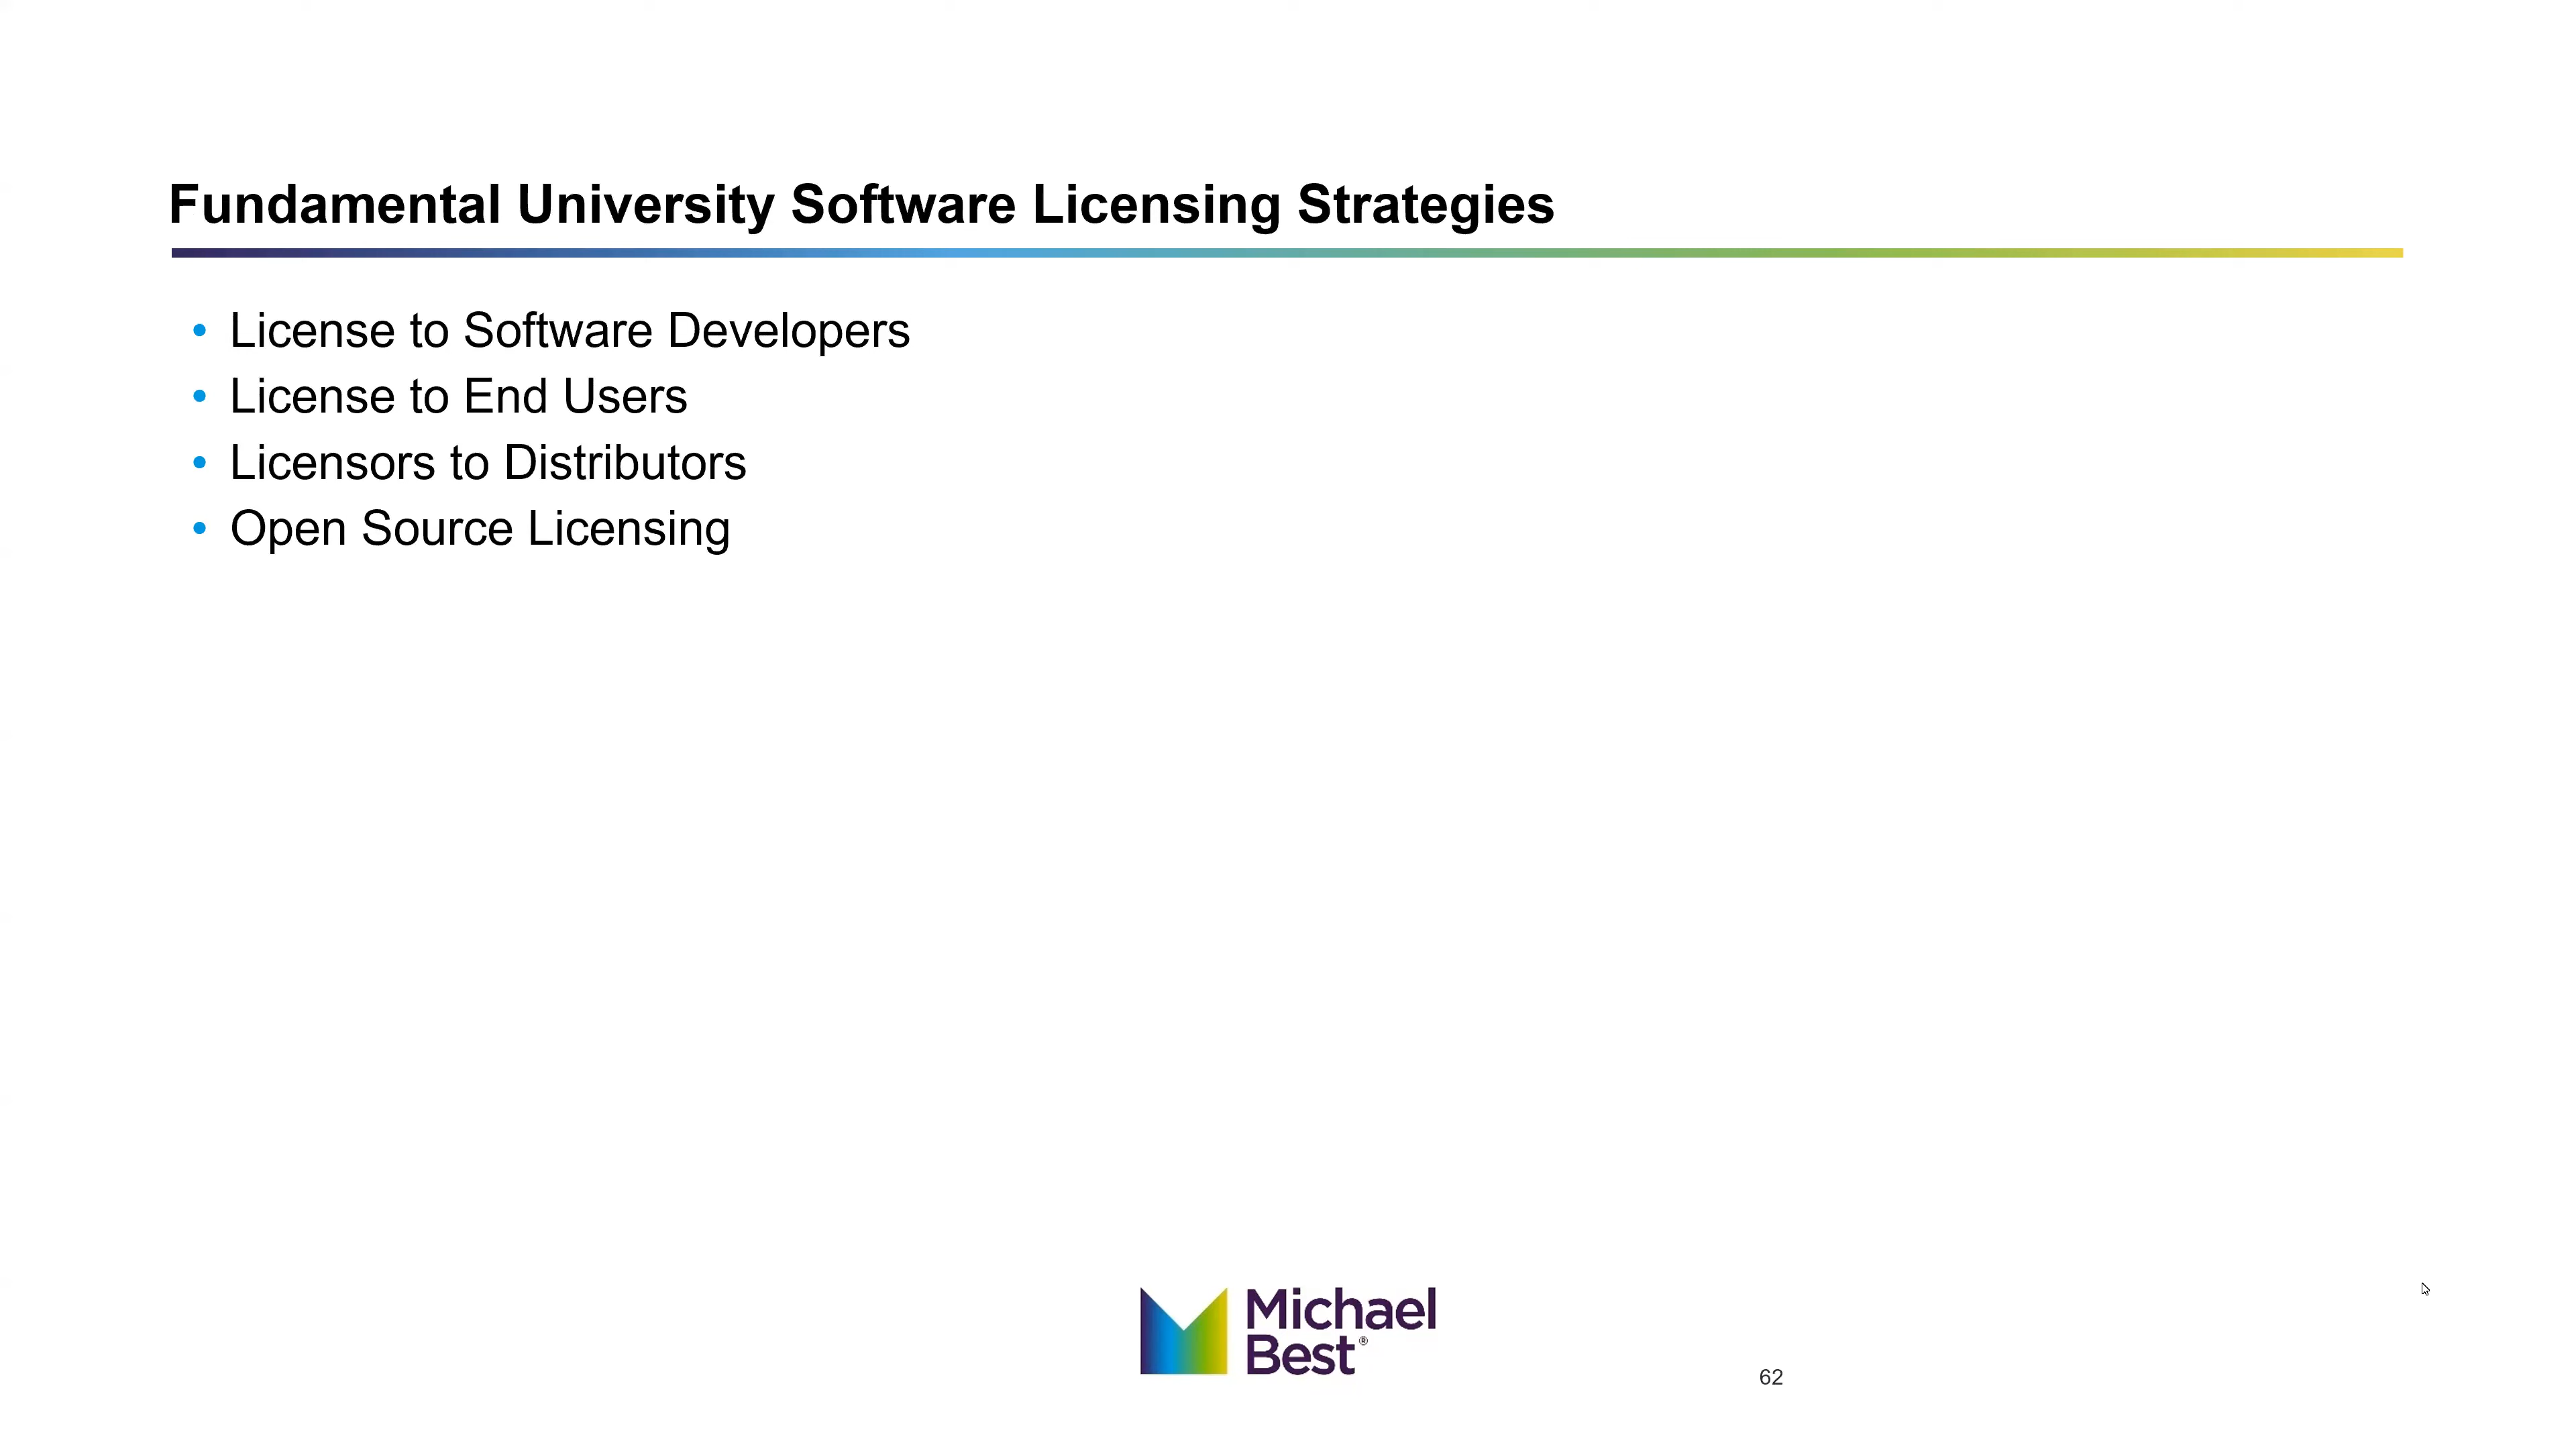 Fundamental University Software Licensing Strategies
• License to Software Developers
• License to End Users
• Licensors to Distributors
• Open Source Licensing
Michael
Best®
62